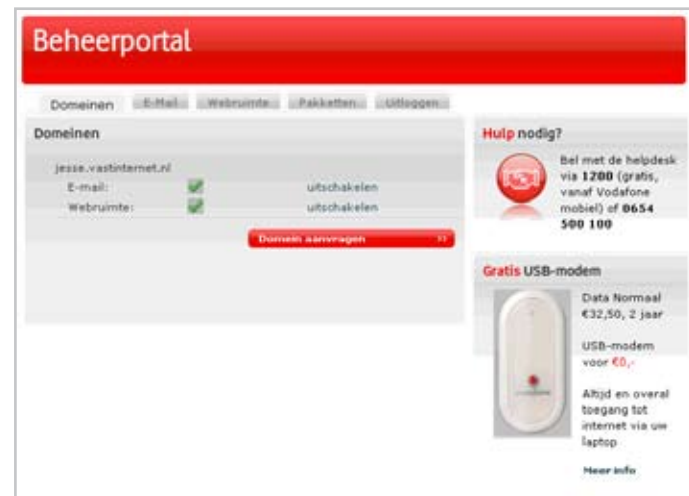 Beheerportal
Domeinen E-Mail Webruimte Pakketten Uitloggen
Domeinen
jesse.vastinternet.nl
E-mail: uitschakelen
Webruimte: uitschakelen
Domein aanvragen »
Hulp nodig?
Bel met de helpdesk
via 1200 (gratis,
vanaf Vodafone
mobiel) of 0654
500 100
Gratis USB-modem
Data Normaal
€32,50, 2 jaar
USB-modem
voor €0,-
Altijd en overal
toegang tot
internet via uw
laptop
Meer info